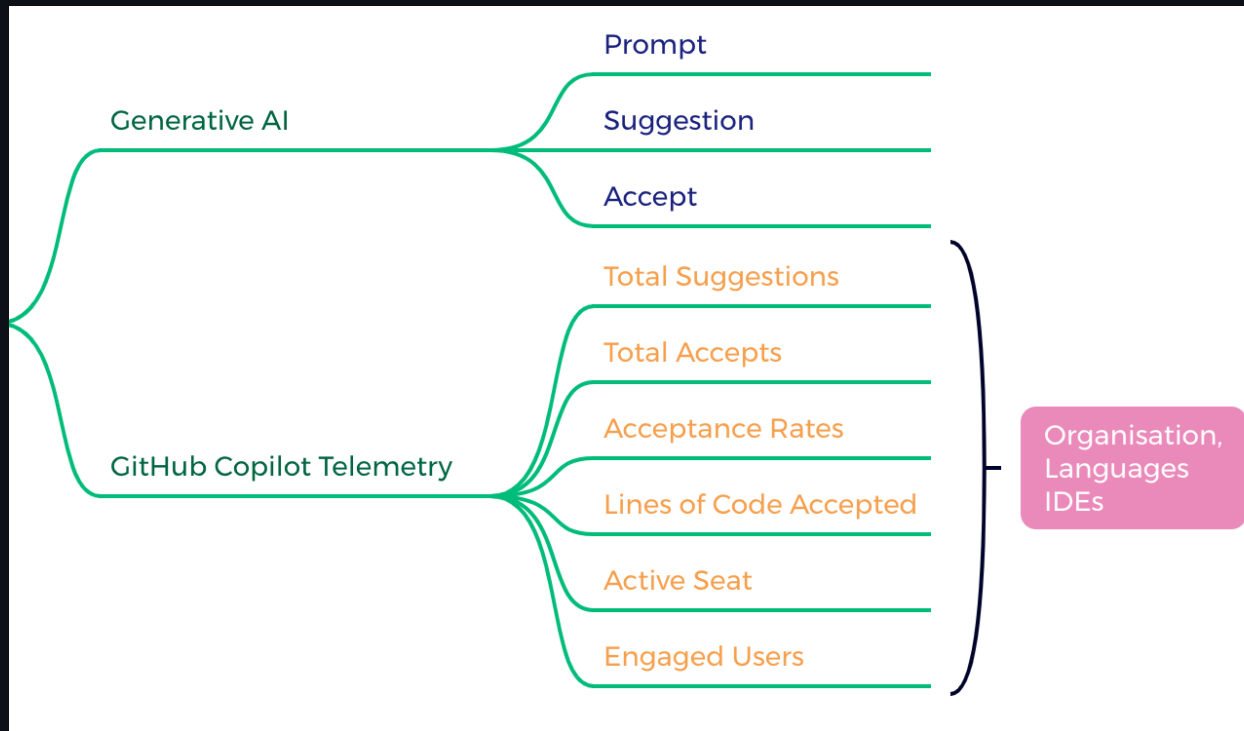 Prompt
Generative AI
Suggestion
Accept
Total Suggestions
Total Accepts
Acceptance Rates
GitHub Copilot Telemetry
Lines of Code Accepted
Active Seat
Engaged Users
Organisation,
Languages
IDEs